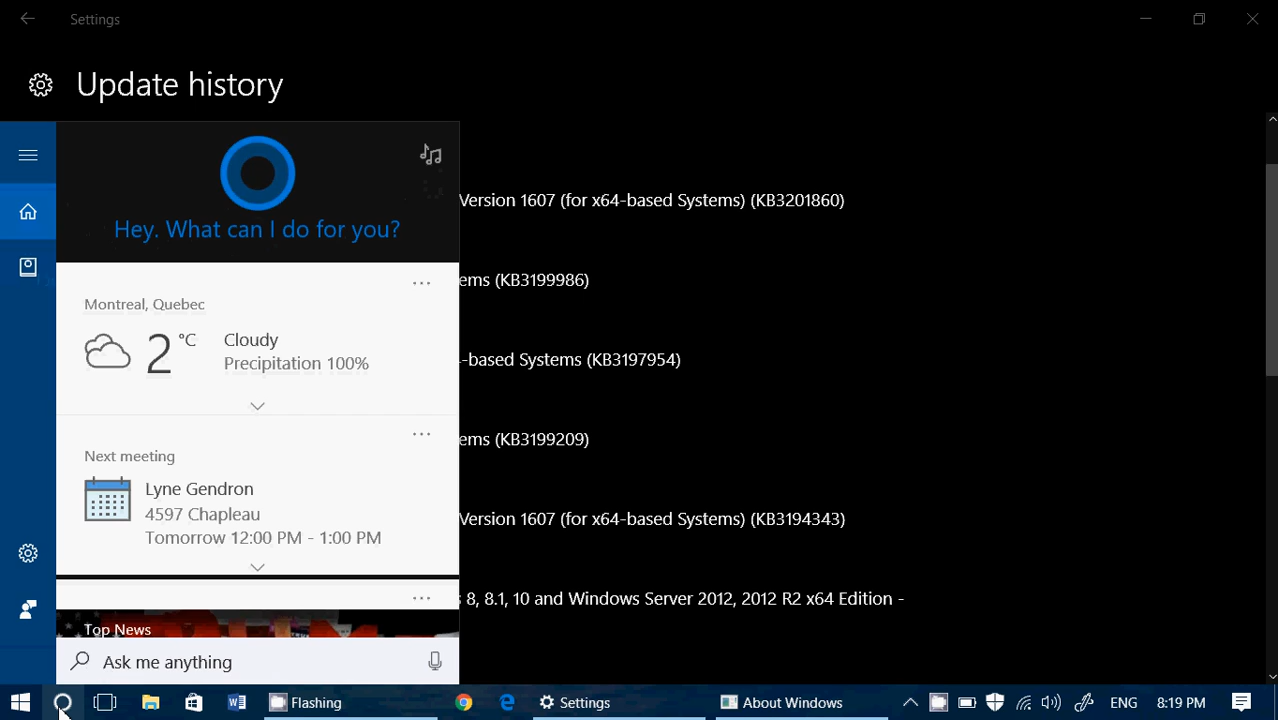 Settings
Update history
Hey. What can I do for you?
Version 1607 (for x64-based Systems) (KB3201860)
ems (KB3199986)
-based Systems (KB3197954)
ems (KB3199209)
Version 1607 (for x64-based Systems) (KB3194343)
8, 8.1, 10 and Windows Server 2012, 2012 R2 x64 Edition -
Montreal, Quebec
2 °C
Cloudy
Precipitation 100%
Next meeting
Lyne Gendron
4597 Chapleau
Tomorrow 12:00 PM - 1:00 PM
Top News
Ask me anything
Flashing
Settings
About Windows
ENG
8:19 PM